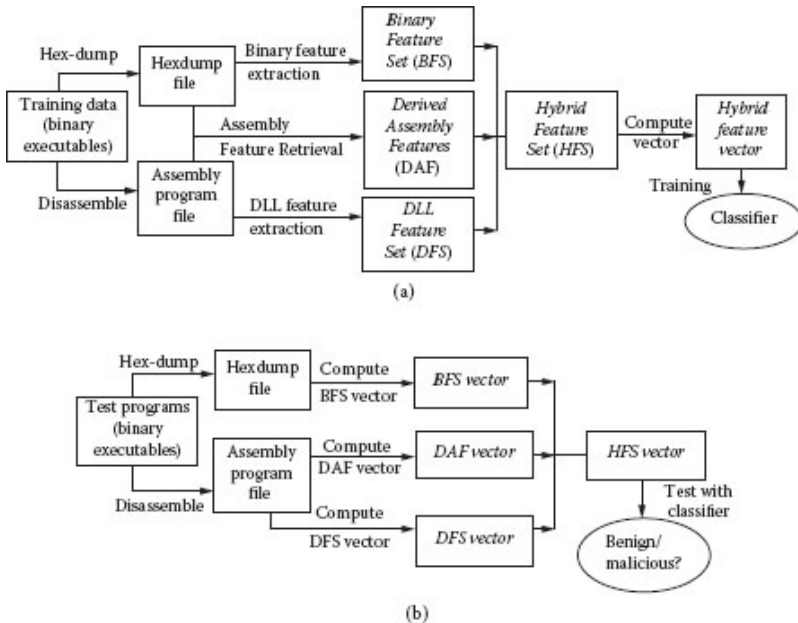 Hex-dump
Training data
(binary
executables)
Disassemble
Hexdump
file
Assembly
program
file
Binary feature
extraction
Assembly
Feature Retrieval
DLL feature
extraction
Binary
Feature
Set (BFS)
Derived
Assembly
Features
(DAF)
DLL
Feature
Set (DFS)
Hybrid
Feature
Set (HFS)
Compute
vector
Hybrid
feature
vector
Training
Classifier
(a)
Hex-dump
Test programs
(binary
executables)
Disassemble
Hexdump
file
Assembly
program
file
Compute
BFS vector
Compute
DAF vector
Compute
DFS vector
BFS vector
DAF vector
DFS vector
HFS vector
Test with
classifier
Benign/
malicious?
(b)